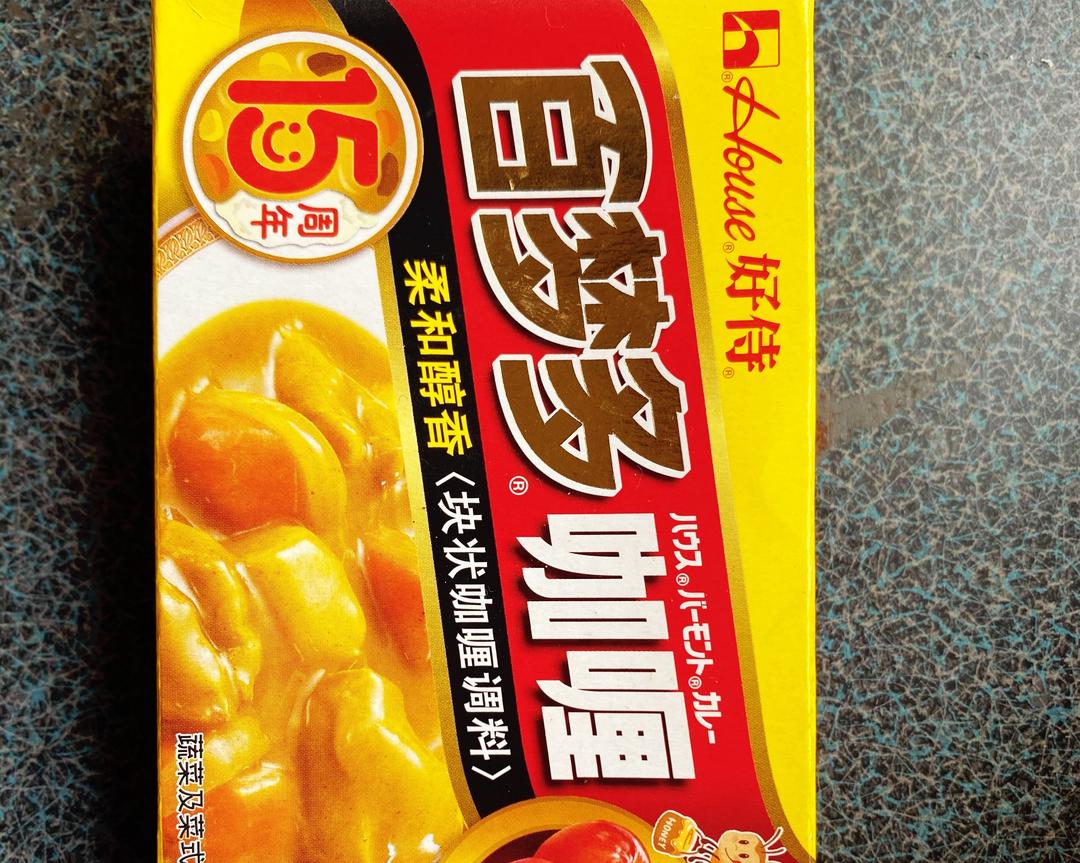 House® 好侍®
ハウス®バーモント®カレー
百梦多®咖喱
柔和醇香〈块状咖喱调料〉
15
周年
HONEY
蔬菜及菜式